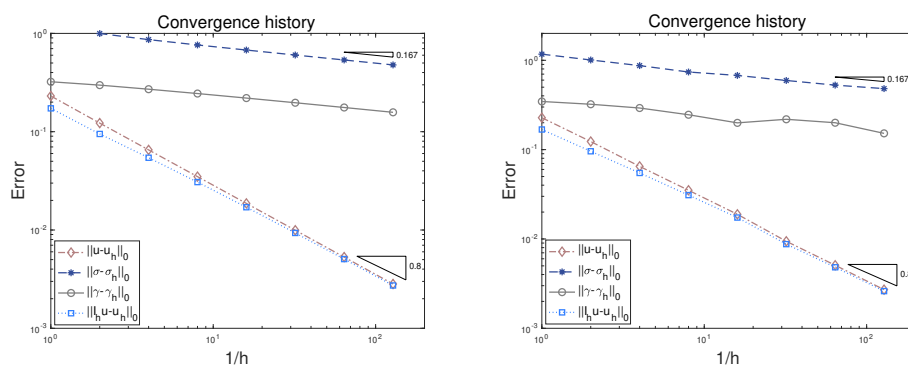 Convergence history
10^0
10^-1
10^-2
10^-3
Error
0.167
0.8
||u-u_h||_0
||σ-σ_h||_0
||γ-γ_h||_0
||I_h u-u_h||_0
10^0
10^1
10^2
1/h
Convergence history
10^0
10^-1
10^-2
10^-3
Error
0.167
||u-u_h||_0
||σ-σ_h||_0
||γ-γ_h||_0
||I_h u-u_h||_0
10^0
10^1
10^2
1/h